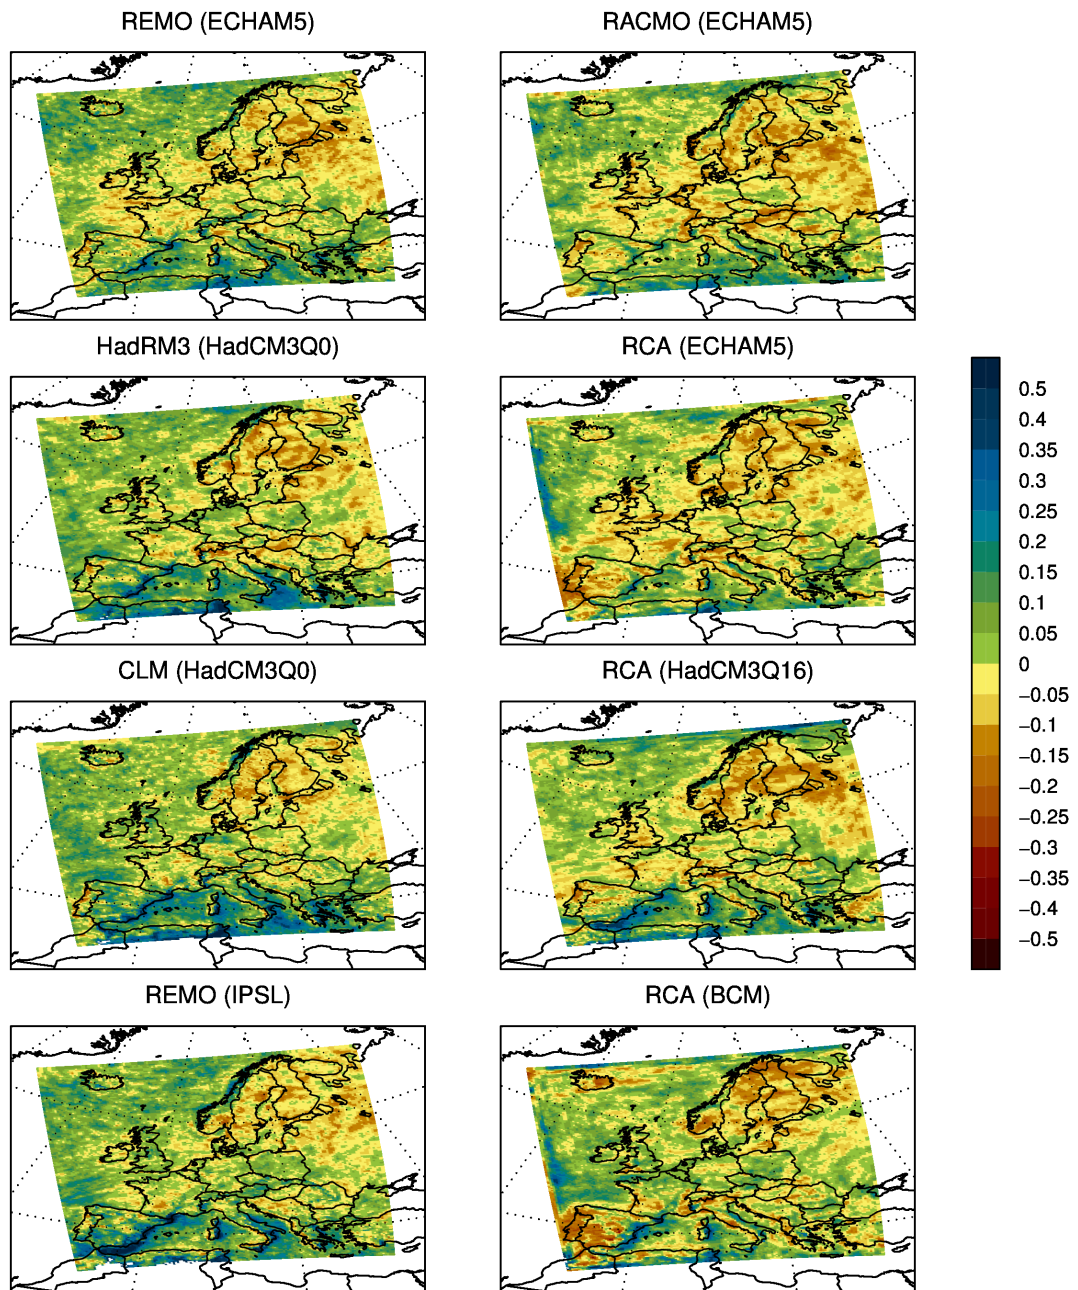 REMO (ECHAM5)
RACMO (ECHAM5)
HadRM3 (HadCM3Q0)
RCA (ECHAM5)
CLM (HadCM3Q0)
RCA (HadCM3Q16)
REMO (IPSL)
RCA (BCM)
0.5
0.4
0.35
0.3
0.25
0.2
0.15
0.1
0.05
0
−0.05
−0.1
−0.15
−0.2
−0.25
−0.3
−0.35
−0.4
−0.5